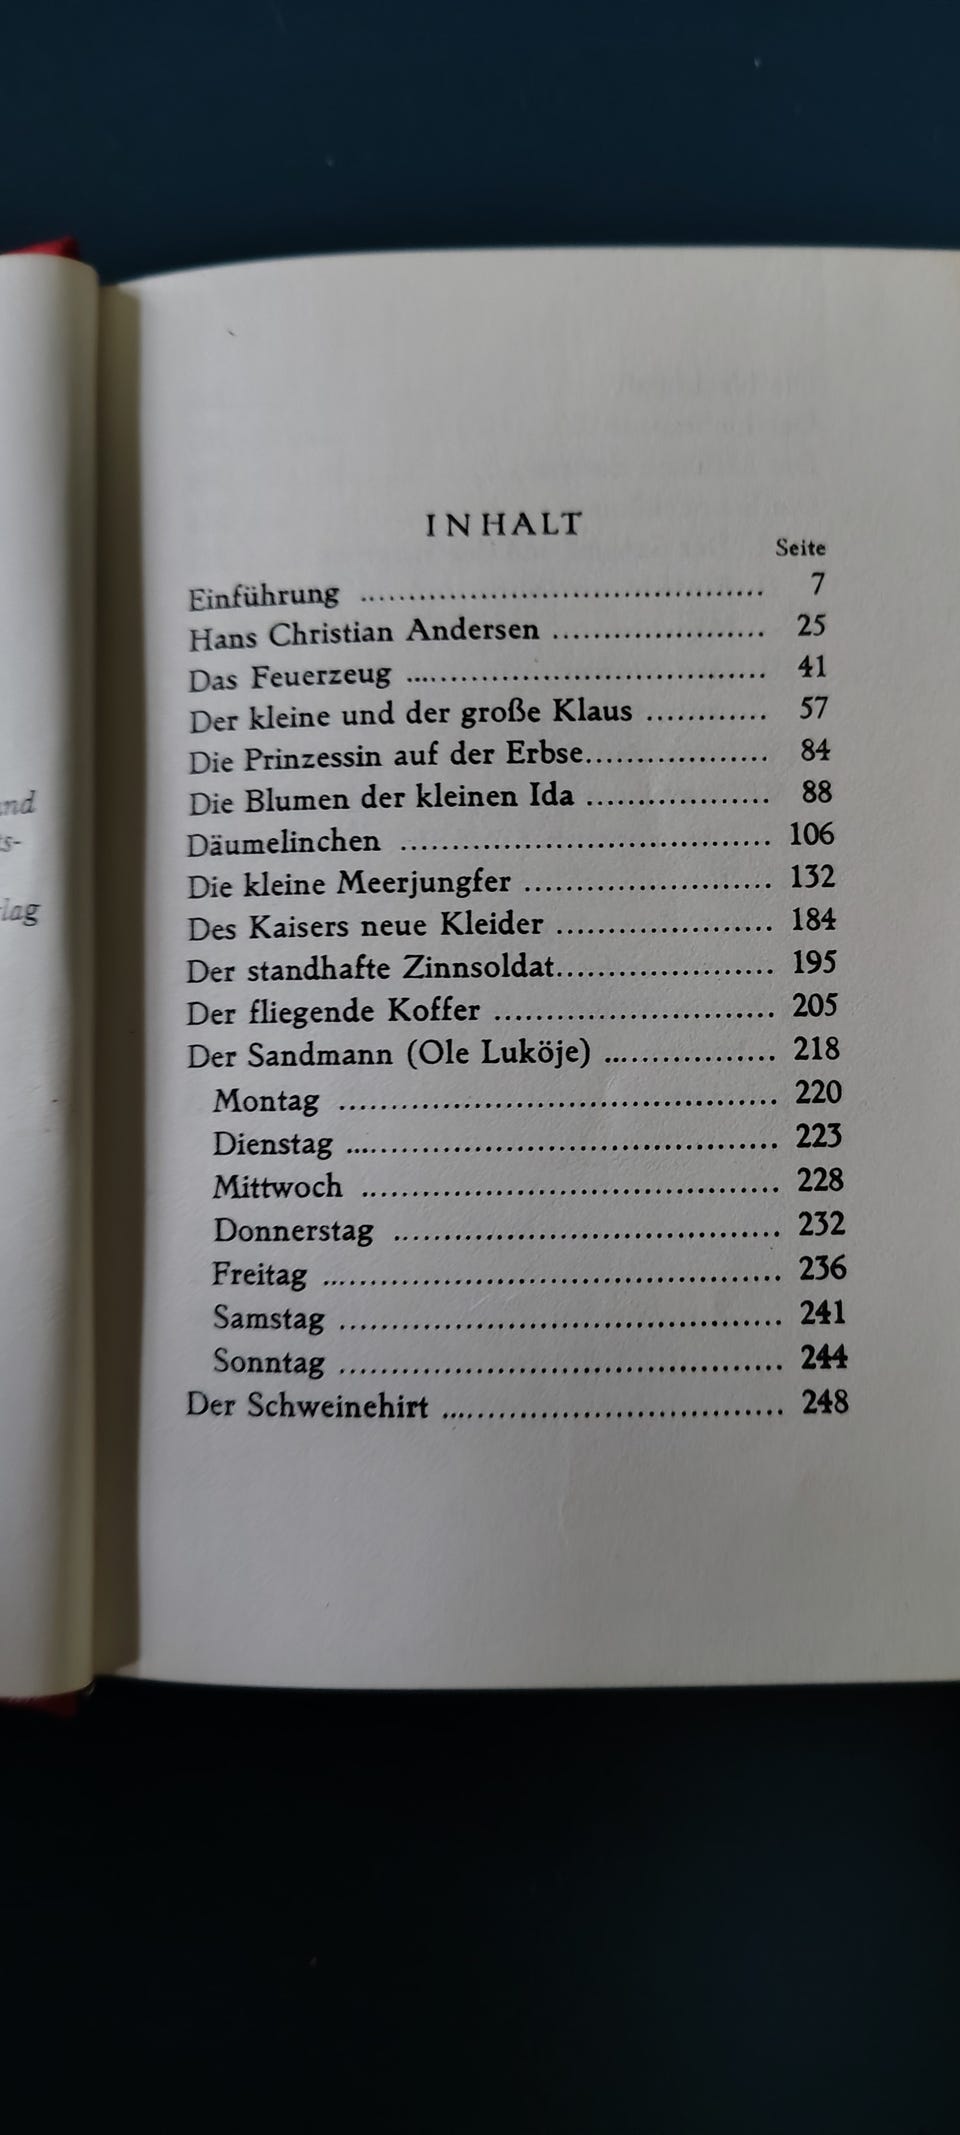 nd
s-
lag
INHALT
Seite
Einführung ........................................ 7
Hans Christian Andersen ..................... 25
Das Feuerzeug .................................... 41
Der kleine und der große Klaus ............ 57
Die Prinzessin auf der Erbse.................. 84
Die Blumen der kleinen Ida .................. 88
Däumelinchen ..................................... 106
Die kleine Meerjungfer ........................ 132
Des Kaisers neue Kleider ..................... 184
Der standhafte Zinnsoldat..................... 195
Der fliegende Koffer ........................... 205
Der Sandmann (Ole Luköje) ................. 218
Montag ........................................... 220
Dienstag .......................................... 223
Mittwoch ......................................... 228
Donnerstag ...................................... 232
Freitag ............................................. 236
Samstag ........................................... 241
Sonntag ........................................... 244
Der Schweinehirt .................................. 248